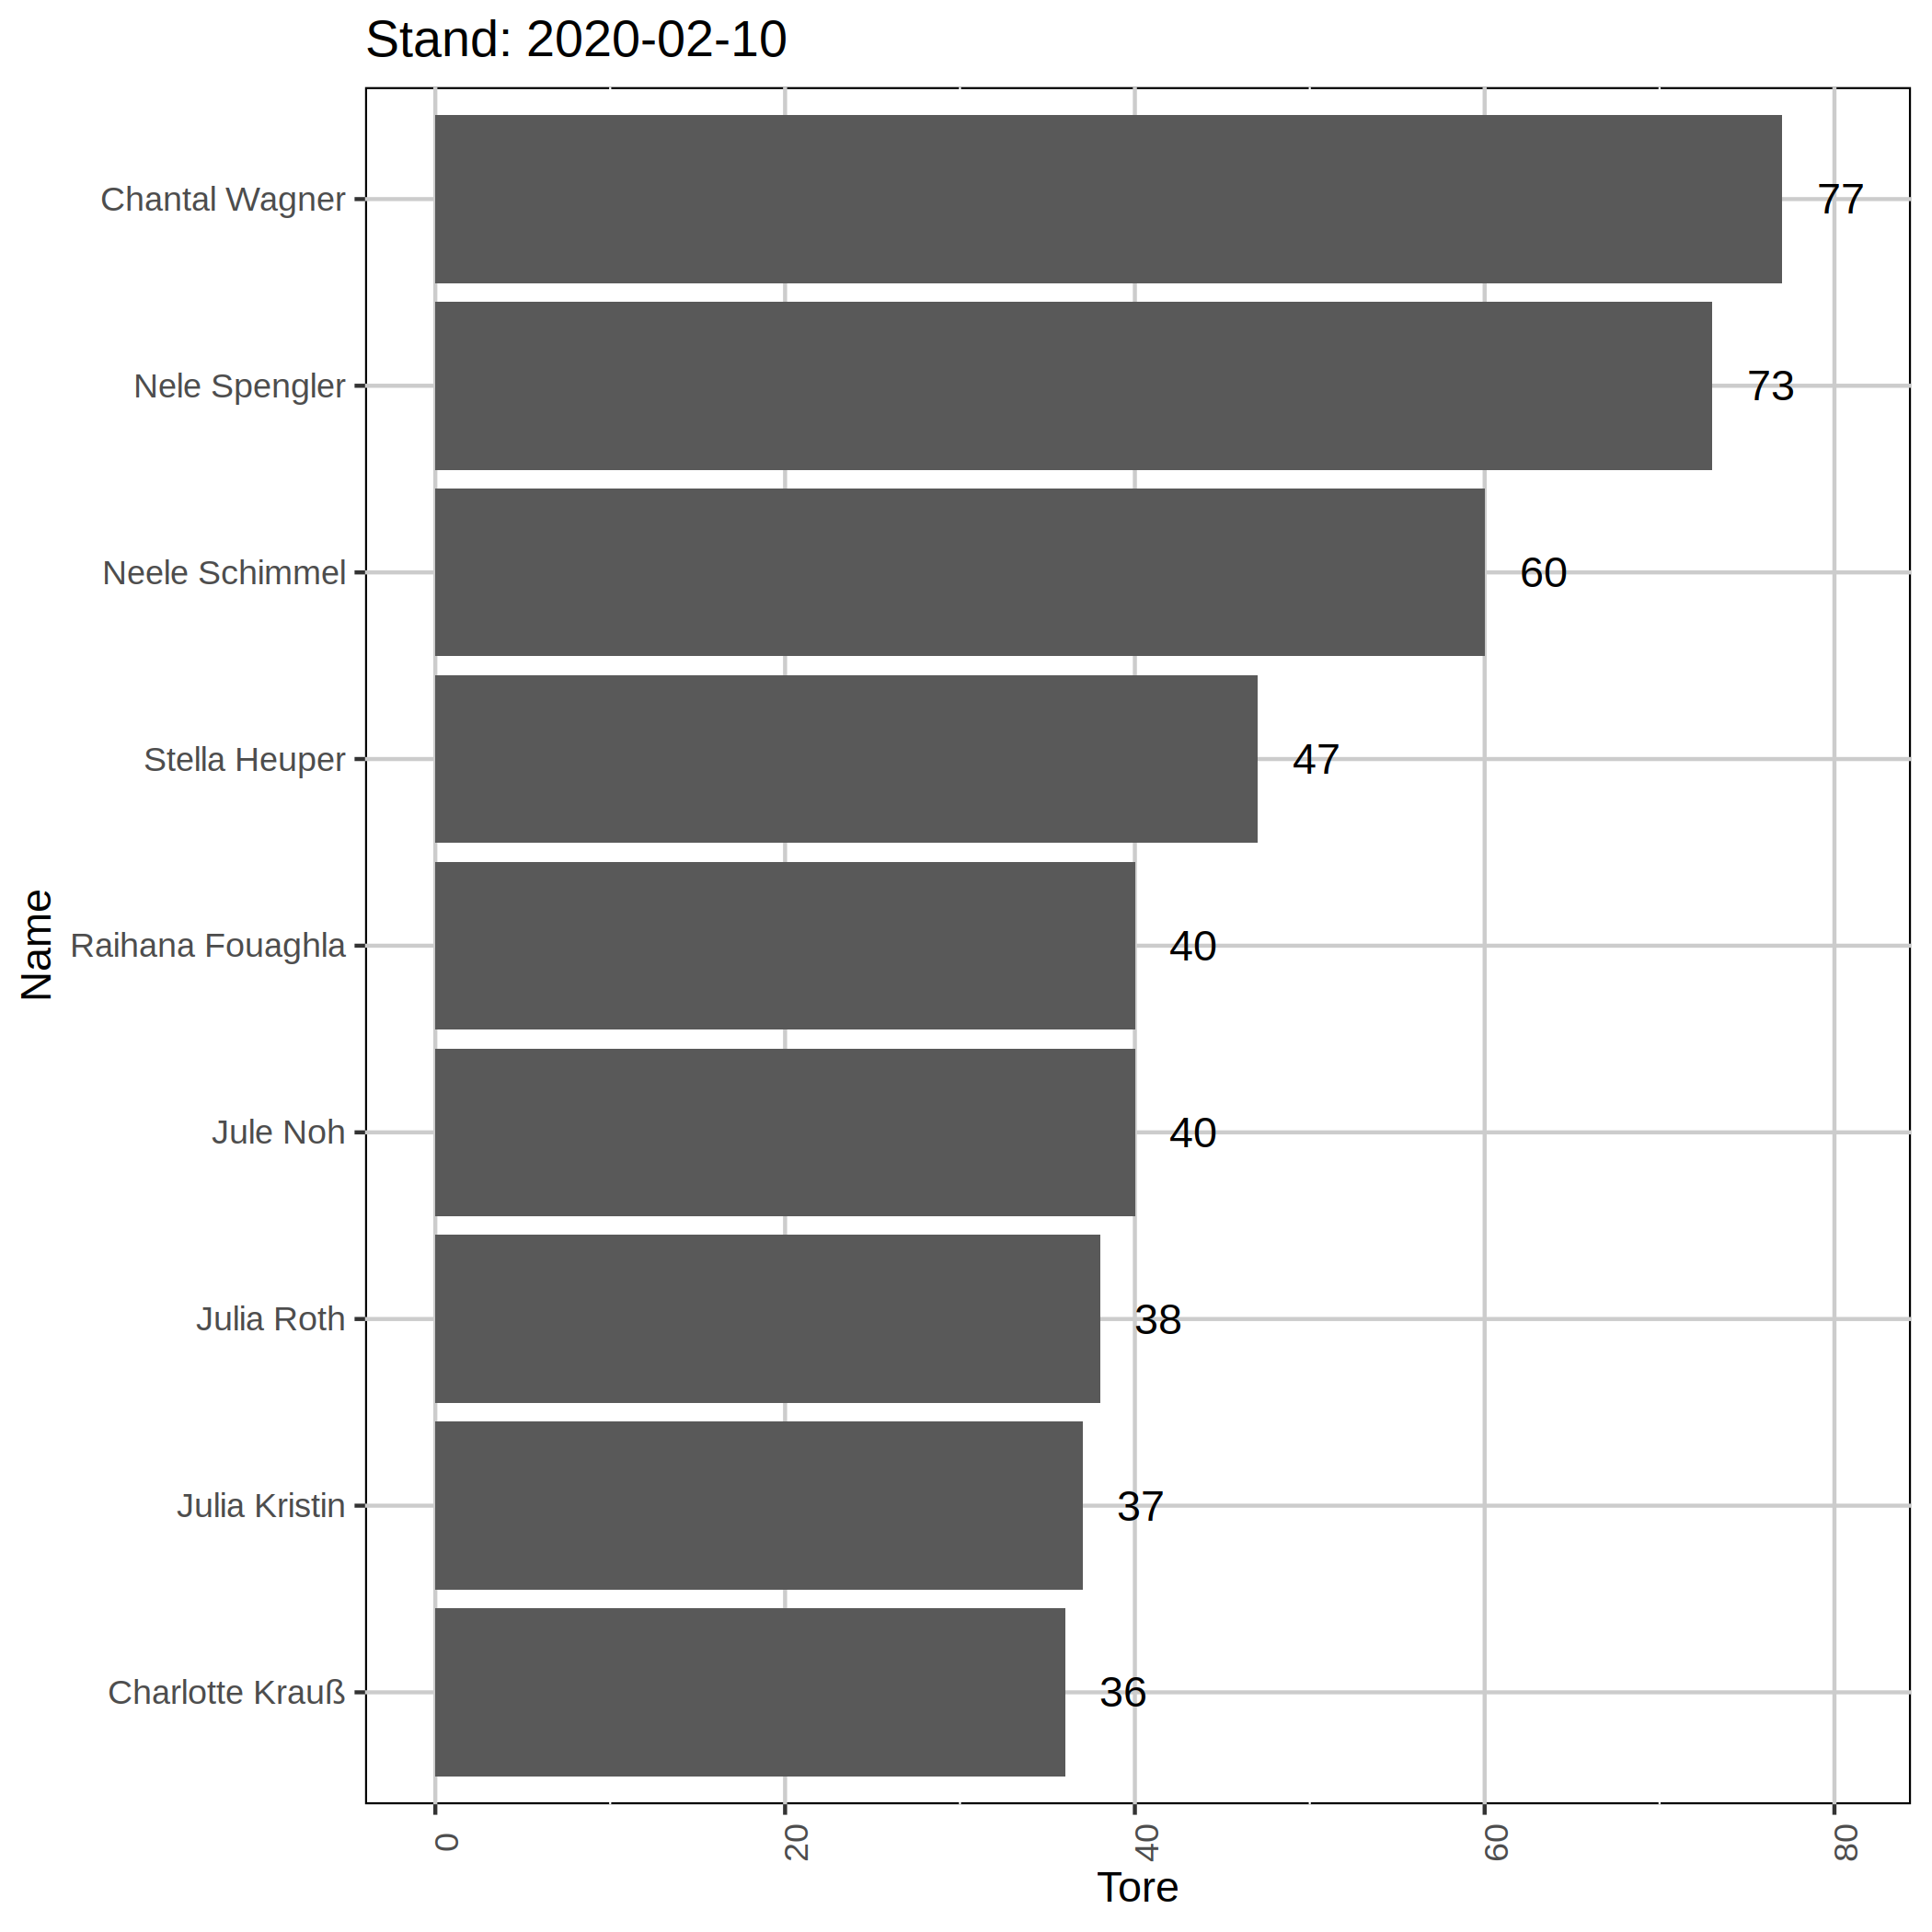 Stand: 2020-02-10
Chantal Wagner 77
Nele Spengler 73
Neele Schimmel 60
Stella Heuper 47
Raihana Fouaghla 40
Jule Noh 40
Julia Roth 38
Julia Kristin 37
Charlotte Krauß 36
Name
0 20 40 60 80
Tore